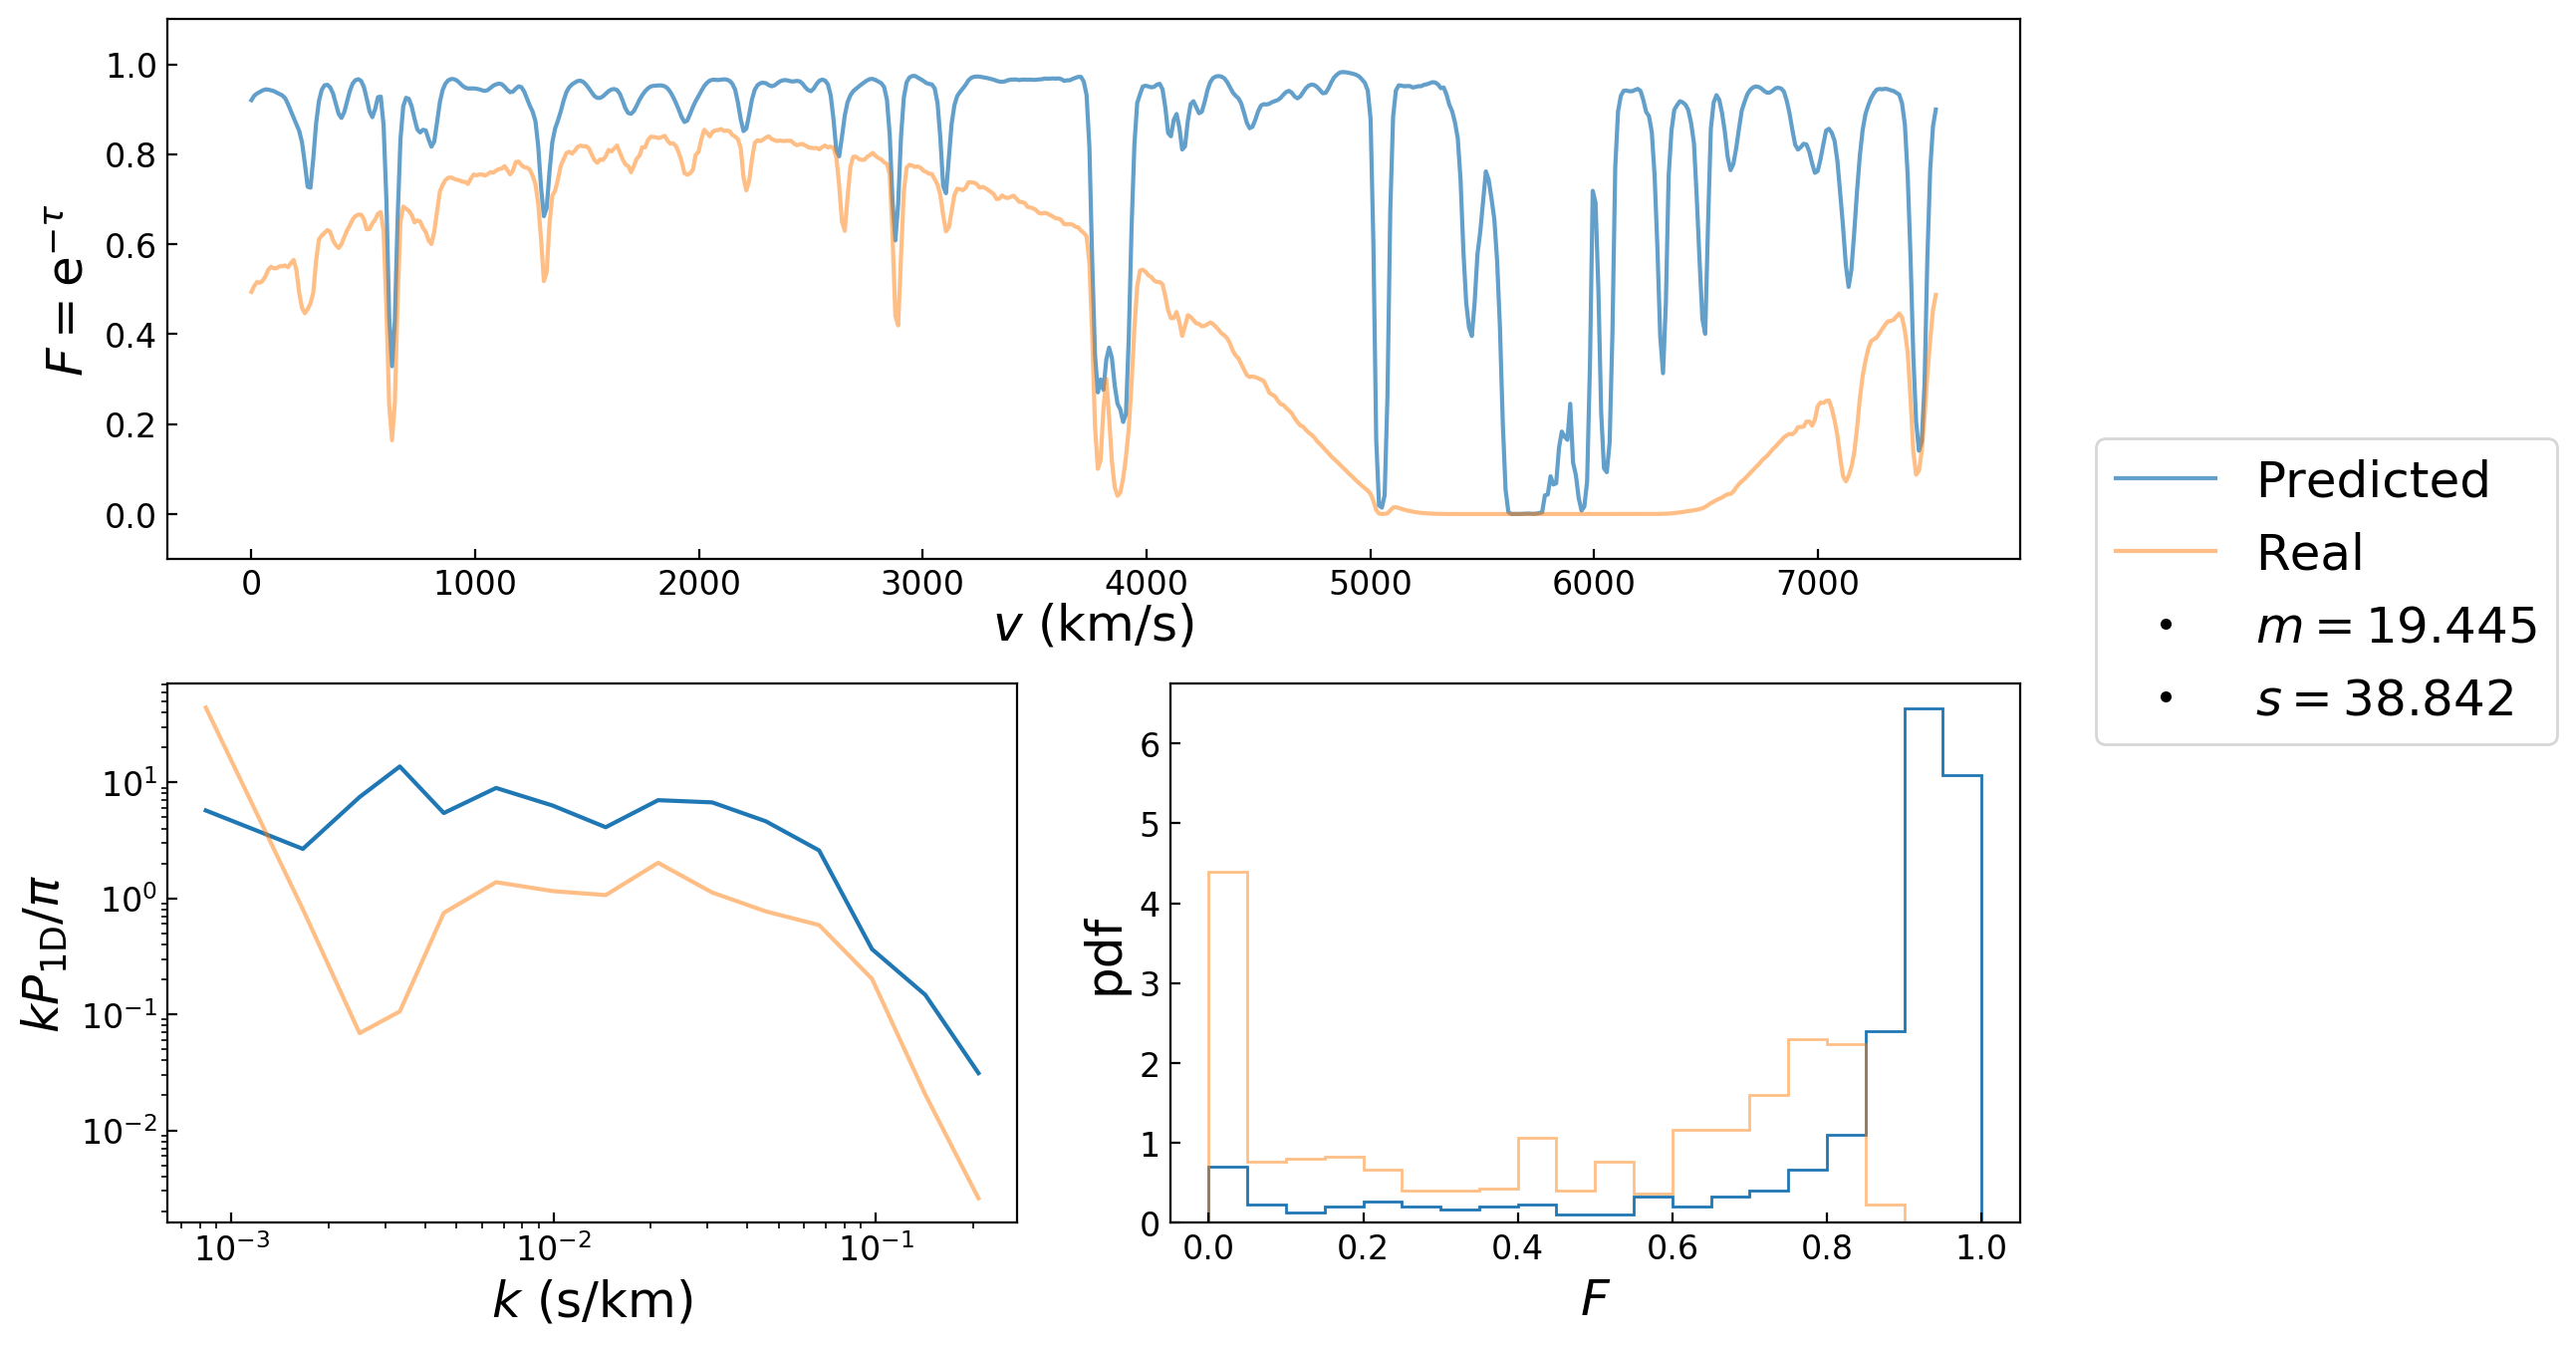 1.0
0.8
0.6
0.4
0.2
0.0
F = e^{−τ}
0 1000 2000 3000 4000 5000 6000 7000
v (km/s)
Predicted
Real
m = 19.445
s = 38.842
10^1
10^0
10^{−1}
10^{−2}
kP_{1D}/π
10^{−3} 10^{−2} 10^{−1}
k (s/km)
6
5
4
3
2
1
0
pdf
0.0 0.2 0.4 0.6 0.8 1.0
F